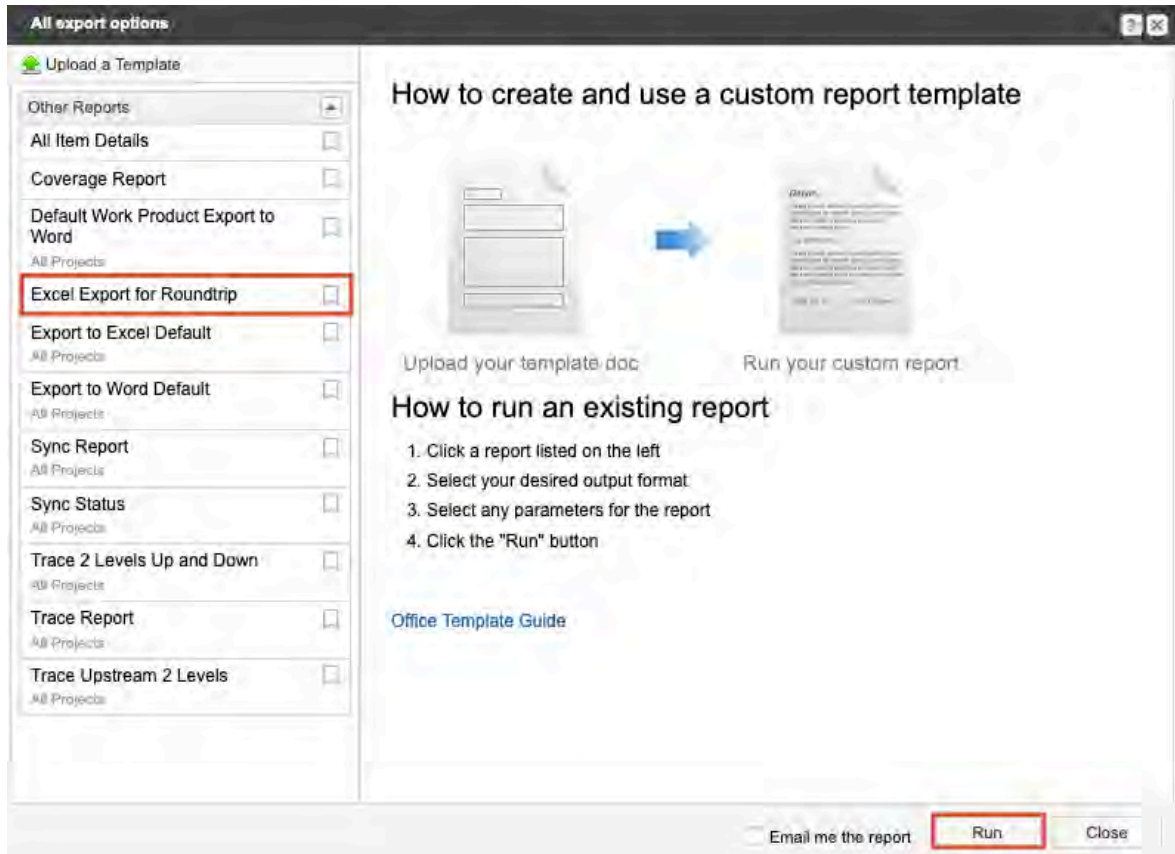 All export options
Upload a Template
Other Reports
All Item Details
Coverage Report
Default Work Product Export to
Word
All Projects
Excel Export for Roundtrip
Export to Excel Default
All Projects
Export to Word Default
All Projects
Sync Report
All Projects
Sync Status
All Projects
Trace 2 Levels Up and Down
All Projects
Trace Report
All Projects
Trace Upstream 2 Levels
All Projects
How to create and use a custom report template
Upload your template doc
Run your custom report
How to run an existing report
1. Click a report listed on the left
2. Select your desired output format
3. Select any parameters for the report
4. Click the "Run" button
Office Template Guide
Email me the report
Run
Close